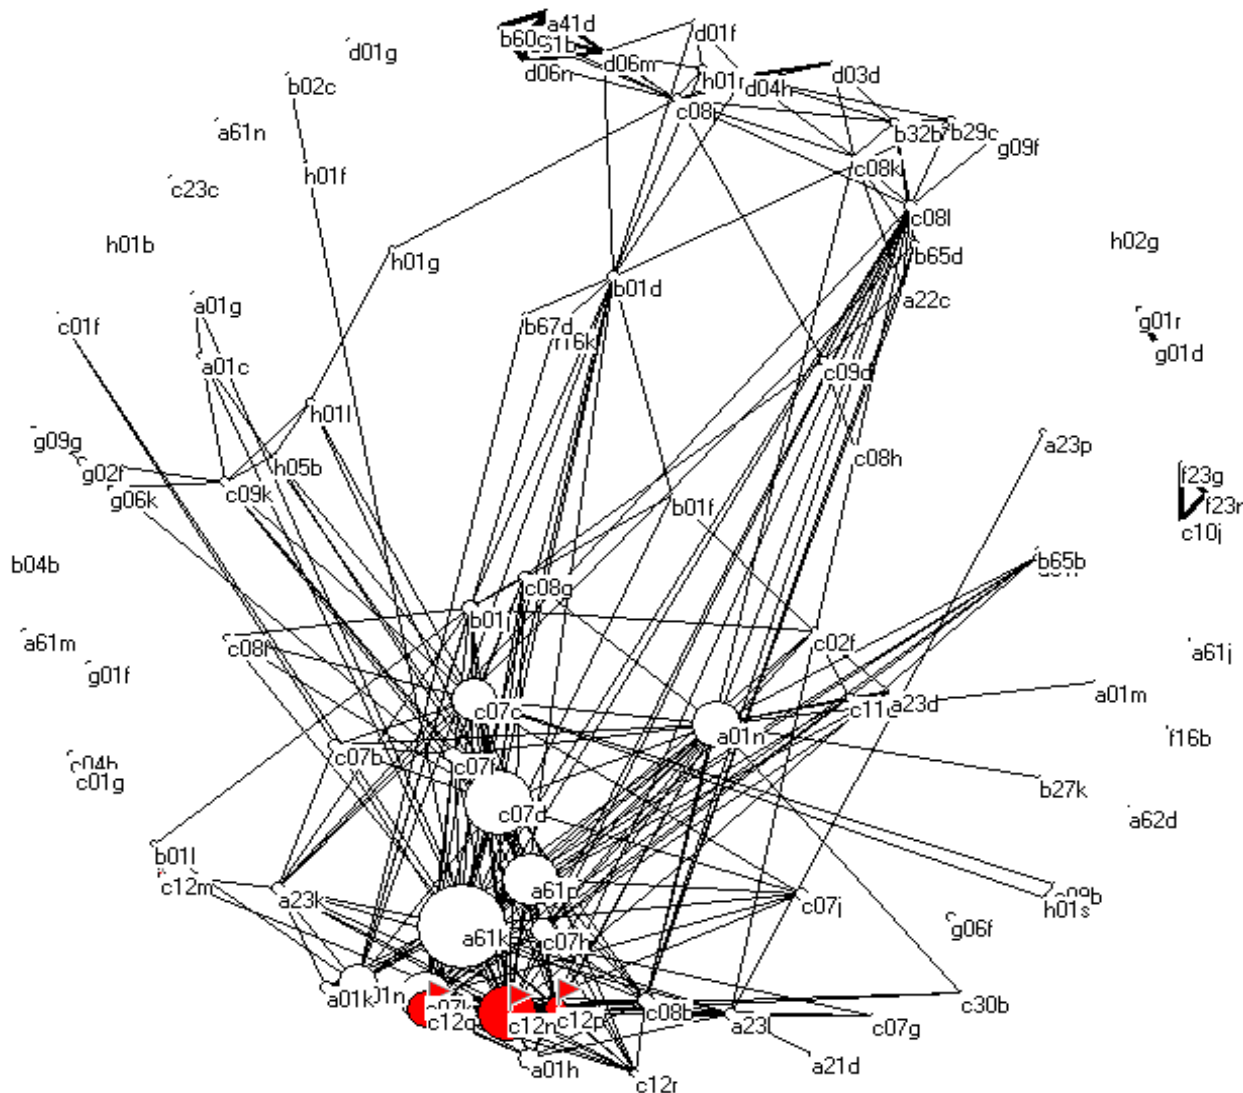 a41d
b60c
d01f
d01g
d06n
d06m
h01r
d04h
d03d
b02c
c08j
a61n
b32b
b29c
g09f
c08k
h01f
c23c
c08l
h01b
h01g
b65d
h02g
b01d
a01g
a22c
c01f
b67d
g01r
g01d
a01c
c09d
h01l
g09g
a23p
c08h
h05b
g02f
f23g
c09k
g06k
b01f
f23r
c10j
b04b
b65b
c08g
b01j
a61m
c08f
c02f
a61j
g01f
a01m
a23d
c07c
a01n
f16b
c07b
c07f
c01g
b27k
c07d
a62d
b01l
c12m
a61p
a23k
c07j
h01s
g06f
a61k
c07h
a01k
c30b
c08b
c12q
c12n
c12p
a23l
c07g
a01h
a21d
c12r